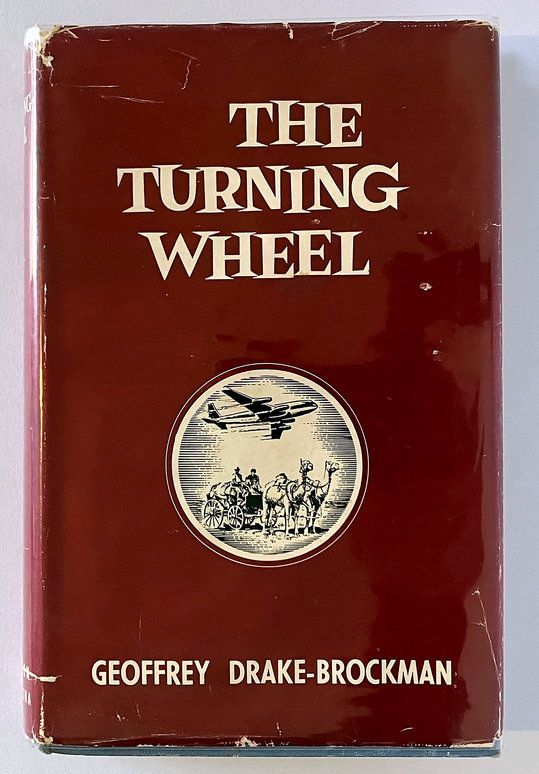 THE
TURNING
WHEEL
GEOFFREY DRAKE-BROCKMAN